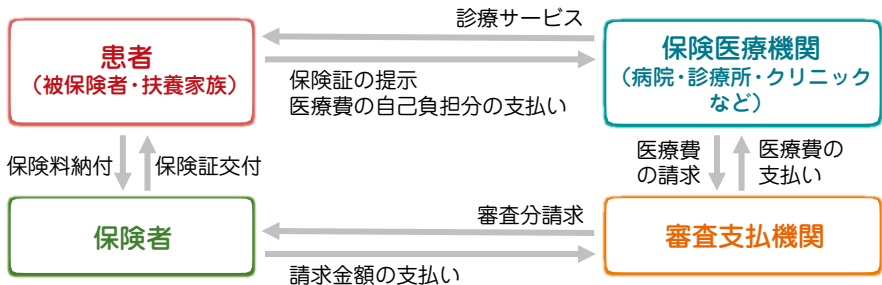 診療サービス
患者
(被保険者・扶養家族)
保険証の提示
医療費の自己負担分の支払い
保険医療機関
(病院・診療所・クリニック
など)
保険料納付
保険証交付
医療費
の請求
医療費の
支払い
保険者
審査分請求
請求金額の支払い
審査支払機関